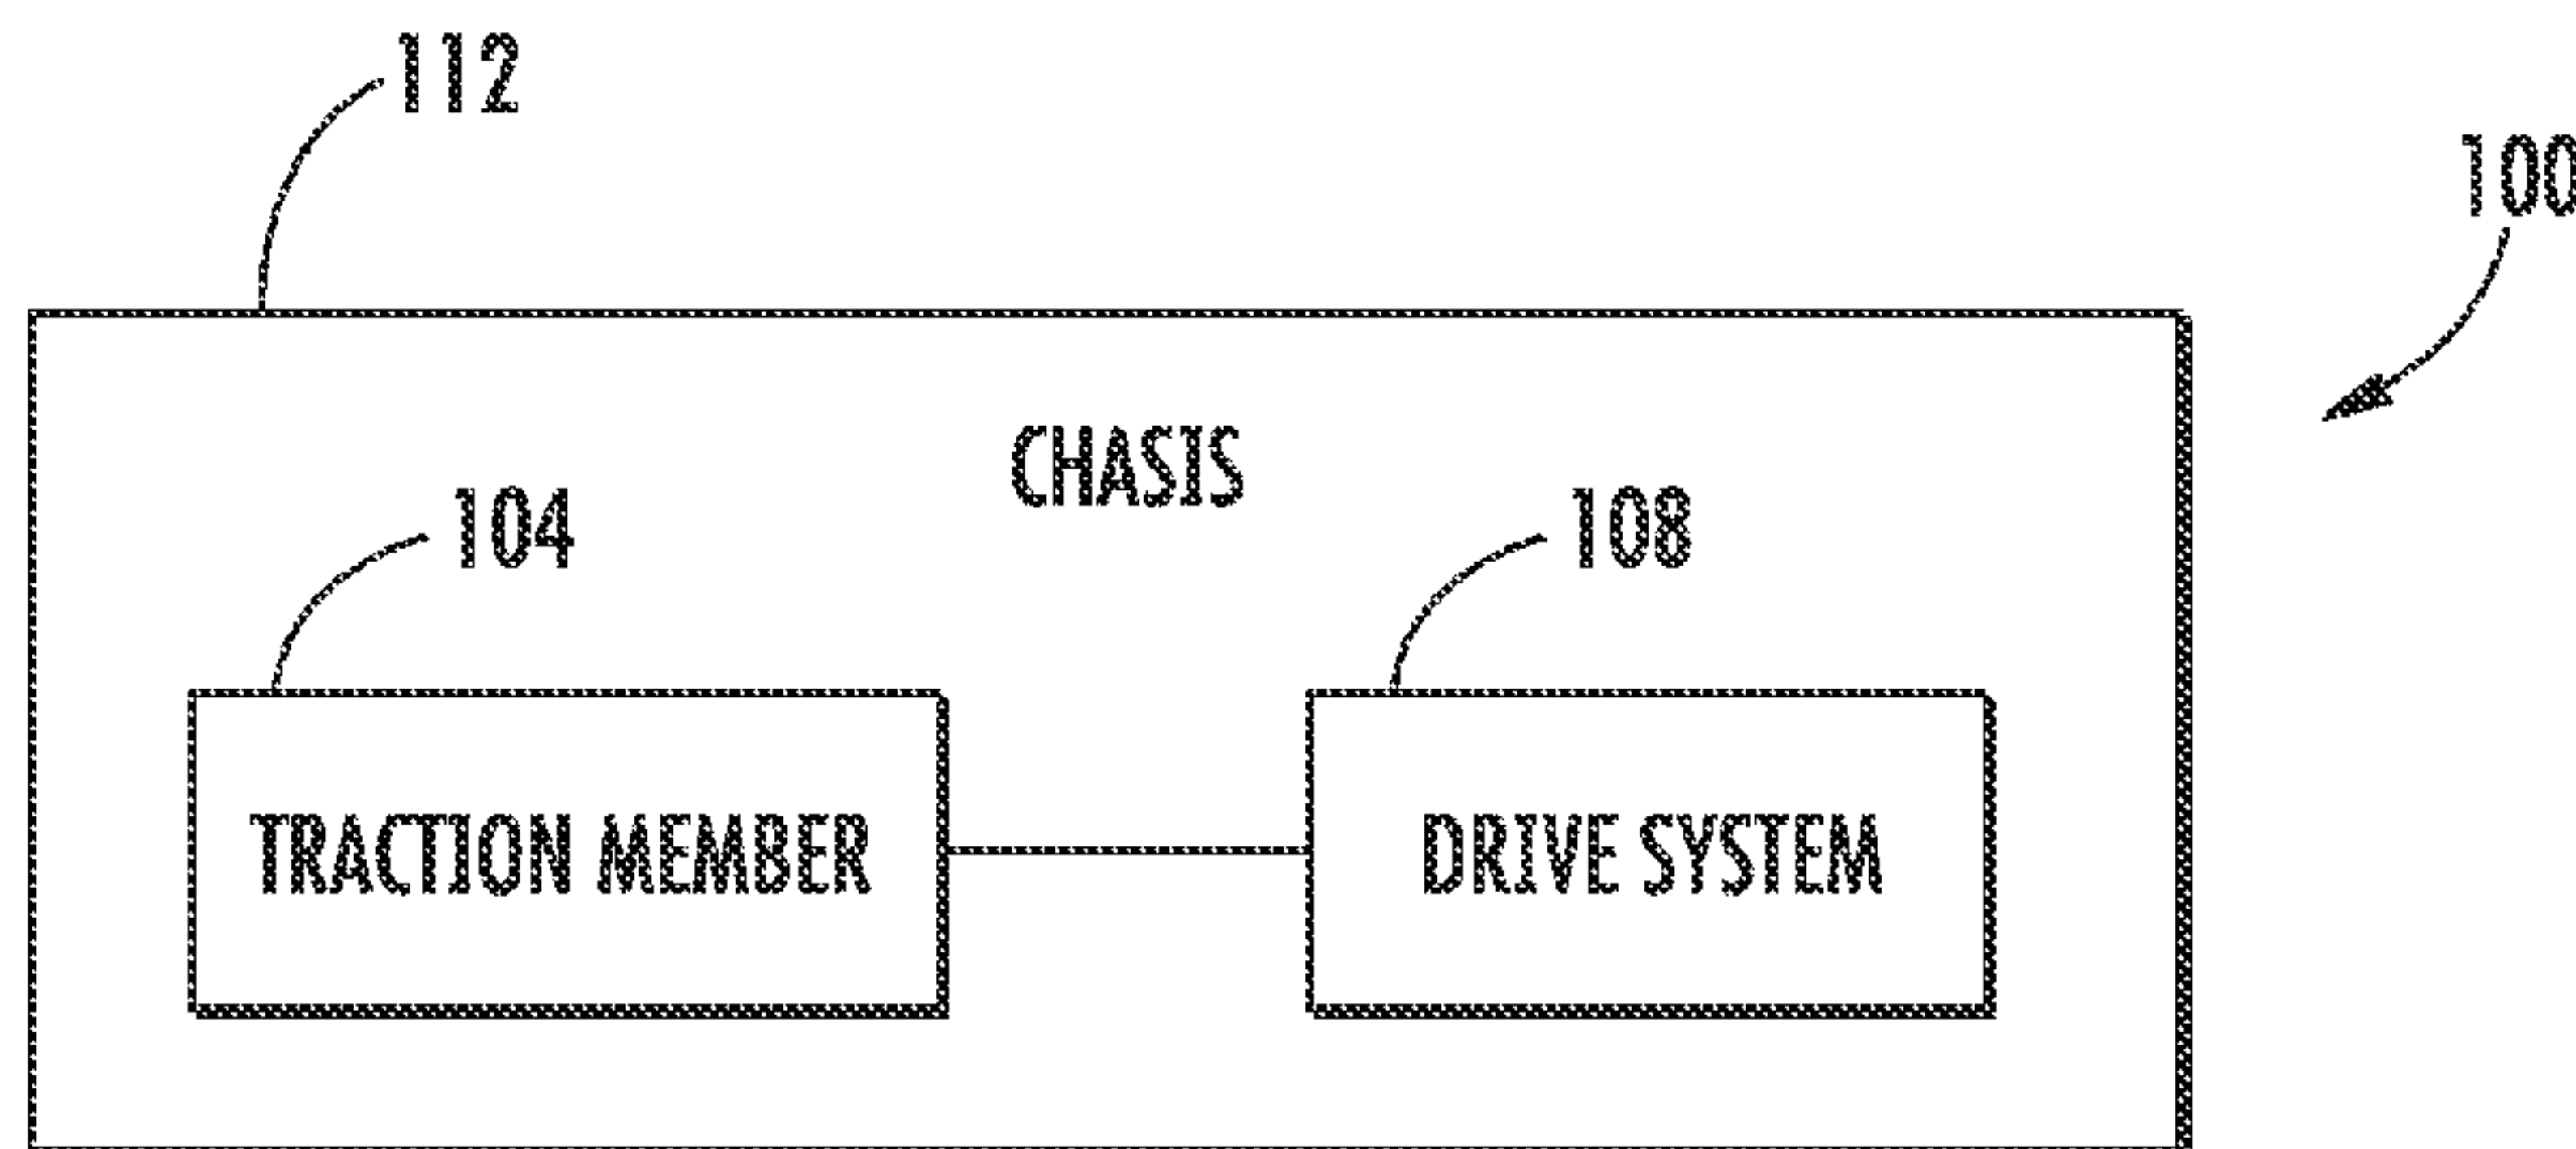 112
100
CHASIS
104
108
TRACTION MEMBER
DRIVE SYSTEM